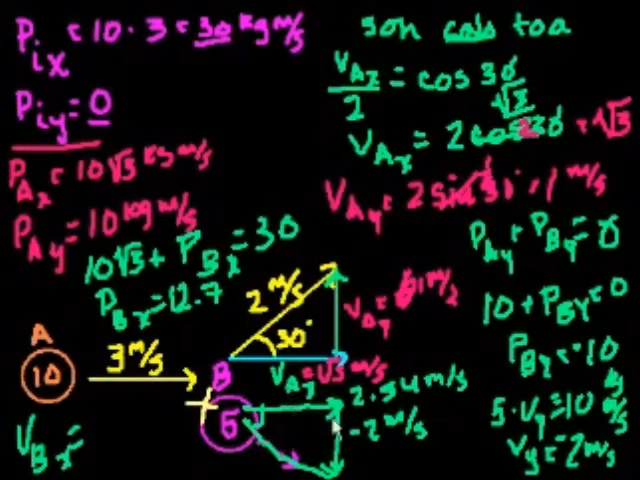 P_ix = 10 · 3 = 30 kg m/s
P_iy = 0
P_Ax = 10√3 kg m/s
P_Ay = 10 kg m/s
10√3 + P_Bx = 30
P_Bx = 12.7
A
10
3 m/s
V_Bx =
soh cah toa
V_Ax / 2 = cos 30
V_Ax = 2 cos 30 = √3
√3
2
V_Ay = 2 sin 30 = 1 m/s
P_Ay + P_By = 0
10 + P_By = 0
P_By = -10
5 · V_y = 10
V_y = -2 m/s
2 m/s
30°
B
5
= √3 m/s
2.54 m/s
-2 m/s